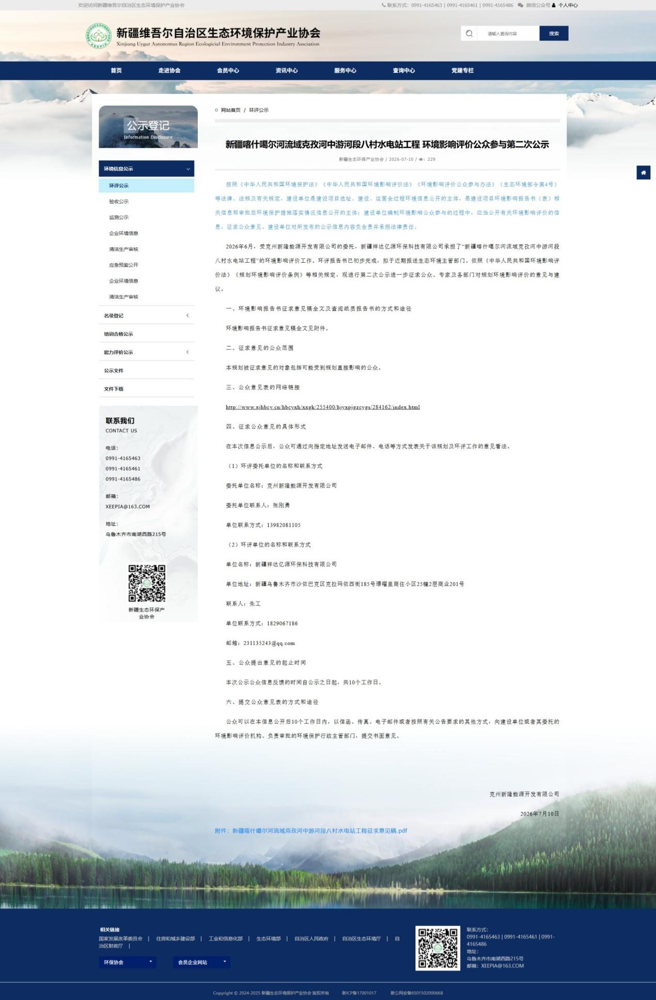 欢迎访问新疆维吾尔自治区生态环境保护产业协会
联系方式：0991-4165463 | 0991-4165461 | 0991-4165486 微信公众号 个人中心
新疆维吾尔自治区生态环境保护产业协会
Xinjiang Uygur Autonomus Region Ecologicial Environment Protection Industry Assciation
XEEPIA
请输入查询内容
搜索
首页 走进协会 会员中心 资讯中心 服务中心 查询中心 党建专栏
公示登记
Information Disclosure
环境信息公示
环评公示
验收公示
监测公示
企业环境信息
清洁生产审核
应急预案公开
企业环境信息
清洁生产审核
名录登记
培训合格公示
能力评价公示
公示文件
文件下载
联系我们
CONTACT US
电话：
0991-4165463
0991-4165461
0991-4165486
邮箱：
XEEPIA@163.COM
地址：
乌鲁木齐市南湖西路215号
新疆生态环保产
业协会
网站首页 / 环评公示
新疆喀什噶尔河流域克孜河中游河段八村水电站工程 环境影响评价公众参与第二次公示
新疆生态环保产业协会 / 2026-07-10 / ：229
按照《中华人民共和国环境保护法》《中华人民共和国环境影响评价法》《环境影响评价公众参与办法》（生态环境部令第4号）
等法律、法规及有关规定，建设单位是建设项目选址、建设、运营全过程环境信息公开的主体，是建设项目环境影响报告书（表）相
关信息和审批后环境保护措施落实情况信息公开的主体；建设单位编制环境影响公众参与的过程中，应当公开有关环境影响评价的信
息，征求公众意见。建设单位对所发布的公示信息内容负全责并承担法律责任。
2026年6月，受克州新隆能源开发有限公司的委托，新疆祥达亿源环保科技有限公司承担了"新疆喀什噶尔河流域克孜河中游河段
八村水电站工程"的环境影响评价工作。环评报告书已初步完成，拟于近期报送生态环境主管部门。依照《中华人民共和国环境影响评
价法》《规划环境影响评价条例》等相关规定，现进行第二次公示进一步征求公众、专家及各部门对规划环境影响评价的意见与建
议。
一、环境影响报告书征求意见稿全文及查阅纸质报告书的方式和途径
环境影响报告书征求意见稿全文见附件。
二、征求意见的公众范围
本规划被征求意见的对象包括可能受到规划直接影响的公众。
三、公众意见表的网络链接
http://www.xjhbcy.cn/hbcyxh/xxgk/255400/hjyxpjgzcygs/284162/index.html
四、征求公众意见的具体形式
在本次信息公示后，公众可通过向指定地址发送电子邮件、电话等方式发表关于该规划及环评工作的意见看法。
（1）环评委托单位的名称和联系方式
委托单位名称：克州新隆能源开发有限公司
委托单位联系人：张刚勇
单位联系方式：13982081105
（2）环评单位的名称和联系方式
单位名称：新疆祥达亿源环保科技有限公司
单位地址：新疆乌鲁木齐市沙依巴克区克拉玛依西街185号璟曜里商住小区25幢2层商业201号
联系人：朱工
单位联系方式：1829067186
邮箱：231135243@qq.com
五、公众提出意见的起止时间
本次公示公众信息反馈的时间自公示之日起，共10个工作日。
六、提交公众意见表的方式和途径
公众可以在本信息公开后10个工作日内，以信函、传真、电子邮件或者按照有关公告要求的其他方式，向建设单位或者其委托的
环境影响评价机构、负责审批的环境保护行政主管部门，提交书面意见。
克州新隆能源开发有限公司
2026年7月10日
附件：新疆喀什噶尔河流域克孜河中游河段八村水电站工程征求意见稿.pdf
相关链接
国家发展改革委员会 | 住房和城乡建设部 | 工业和信息化部 | 生态环境部 | 自治区人民政府 | 自治区生态环境厅 | 自
治区财政厅 |
环保协会 会员企业网站
联系方式：
0991-4165463 | 0991-4165461 | 0991-
4165486
地址：
乌鲁木齐市南湖西路215号
邮箱：XEEPIA@163.COM
Copyright © 2024-2025 新疆生态环境保护产业协会 版权所有 新ICP备17001017 新公网安备6501502000668